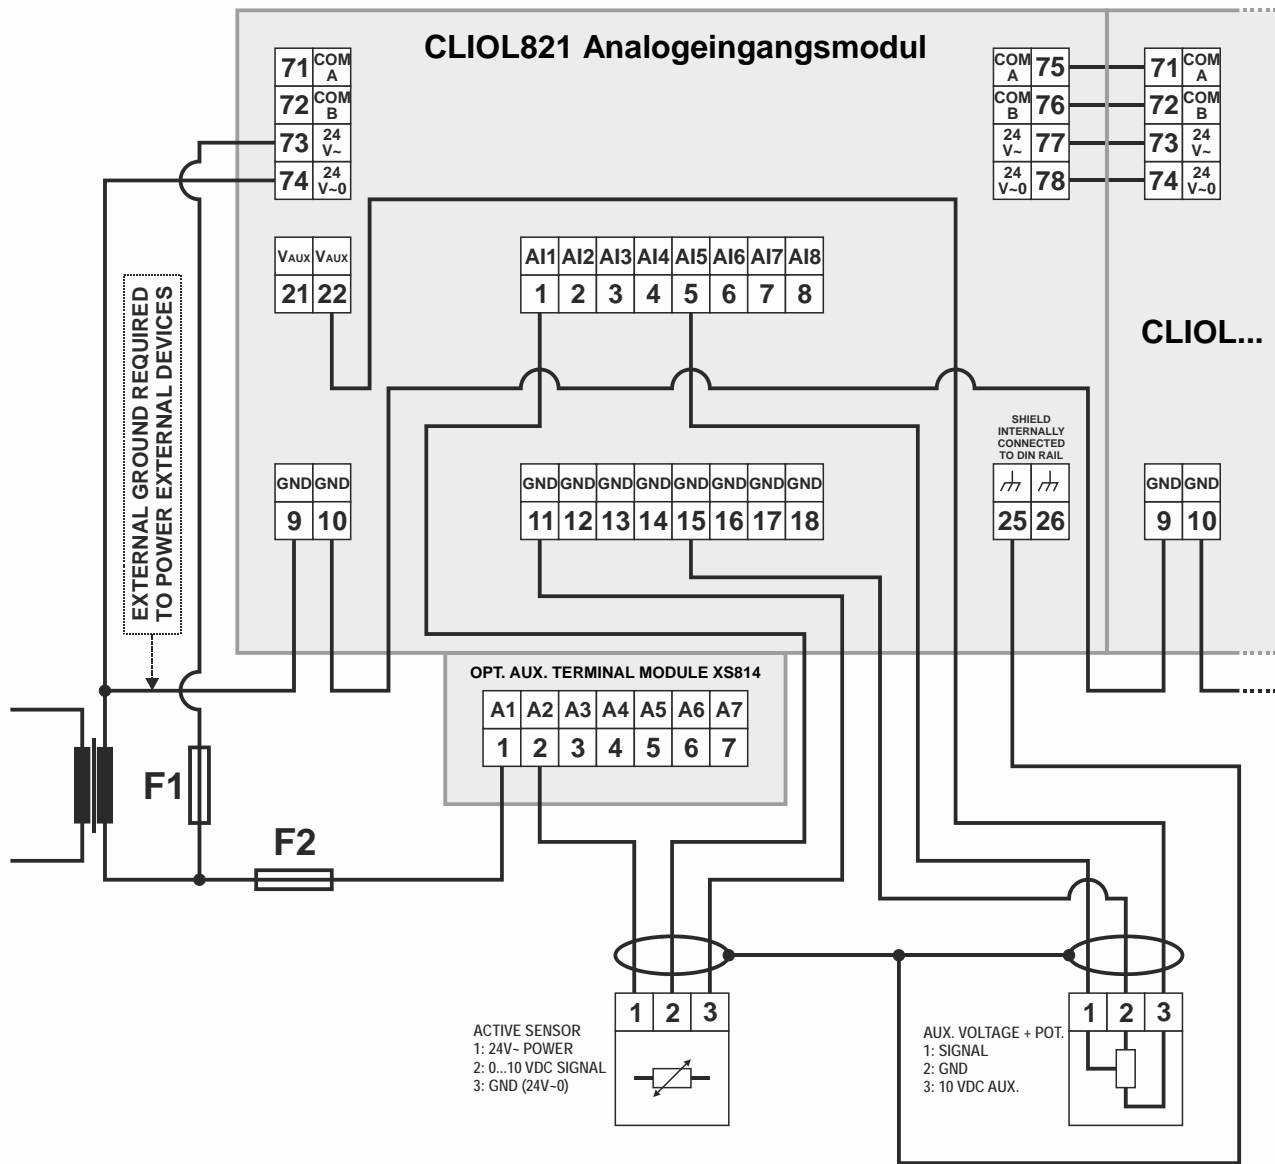 CLIOL821 Analogeingangsmodul
71 COM A
72 COM B
73 24 V~
74 24 V~0
COM A 75
COM B 76
24 V~ 77
24 V~0 78
71 COM A
72 COM B
73 24 V~
74 24 V~0
VAUX VAUX
21 22
AI1 AI2 AI3 AI4 AI5 AI6 AI7 AI8
1 2 3 4 5 6 7 8
EXTERNAL GROUND REQUIRED
TO POWER EXTERNAL DEVICES
CLIOL...
SHIELD
INTERNALLY
CONNECTED
TO DIN RAIL
GND GND
9 10
GND GND GND GND GND GND GND GND
11 12 13 14 15 16 17 18
25 26
GND GND
9 10
OPT. AUX. TERMINAL MODULE XS814
A1 A2 A3 A4 A5 A6 A7
1 2 3 4 5 6 7
F1
F2
1 2 3
ACTIVE SENSOR
1: 24V~ POWER
2: 0...10 VDC SIGNAL
3: GND (24V~0)
1 2 3
AUX. VOLTAGE + POT.
1: SIGNAL
2: GND
3: 10 VDC AUX.